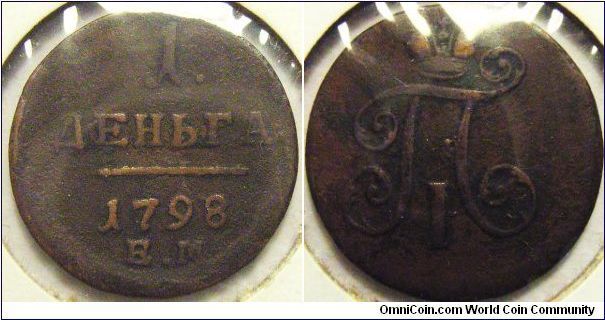 1.
ДЕНЬГА.
1798
Е.М
П
I
OmniCoin.com World Coin Community